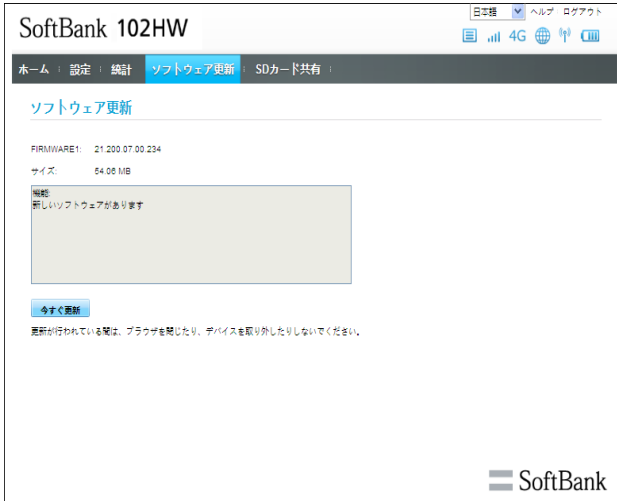 日本語 ヘルプ ログアウト
SoftBank 102HW
4G
ホーム 設定 統計 ソフトウェア更新 SDカード共有
ソフトウェア更新
FIRMWARE1: 21.200.07.00.234
サイズ: 54.06 MB
機能:
新しいソフトウェアがあります
今すぐ更新
更新が行われている間は、ブラウザを閉じたり、デバイスを取り外したりしないでください。
SoftBank